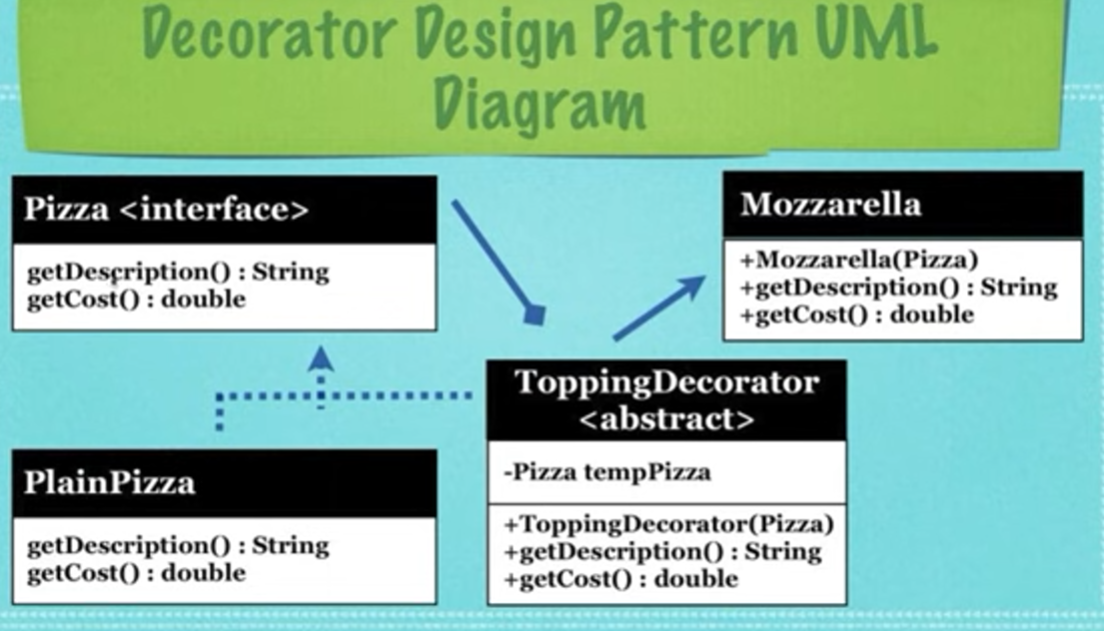 Decorator Design Pattern UML
Diagram
Pizza <interface>
getDescription() : String
getCost() : double
Mozzarella
+Mozzarella(Pizza)
+getDescription() : String
+getCost() : double
PlainPizza
getDescription() : String
getCost() : double
ToppingDecorator
<abstract>
-Pizza tempPizza
+ToppingDecorator(Pizza)
+getDescription() : String
+getCost() : double